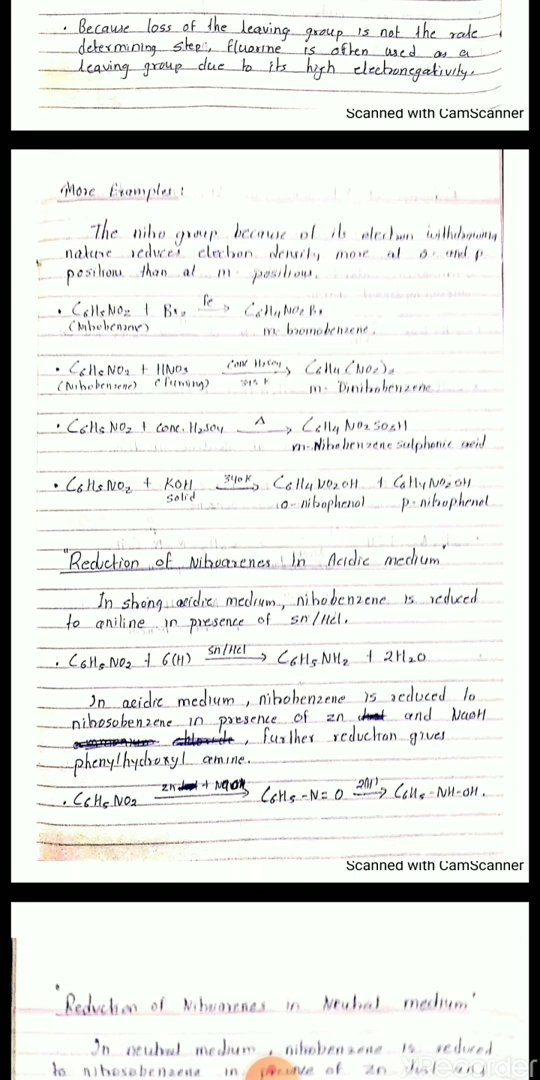 • Because loss of the leaving group is not the rate
determining step, fluorine is often used as a
leaving group due to its high electronegativity.
Scanned with CamScanner
More Examples:
The nitro group because of its electron withdrawing
nature reduces electron density more at o- and p
positions than at m- positions.
• C6H5NO2 + Br2 Fe→ C6H4NO2Br
(Nitrobenzene) m-bromobenzene.
• C6H5NO2 + HNO3 Conc H2SO4→ C6H4(NO2)2
(Nitrobenzene) (fuming) 373 K m-Dinitrobenzene
• C6H5NO2 + conc. H2SO4 Δ→ C6H4NO2SO3H
m-Nitrobenzene sulphonic acid
• C6H5NO2 + KOH 340K→ C6H4NO2OH + C6H4NO2OH
solid o-nitrophenol p-nitrophenol
"Reduction of Nitroarenes In Acidic medium"
In strong acidic medium, nitrobenzene is reduced
to aniline in presence of sn/Hcl.
• C6H5NO2 + 6(H) Sn/HCl→ C6H5NH2 + 2H2O
In acidic medium, nitrobenzene is reduced to
nitrosobenzene in presence of zn and NaOH
, further reduction gives
phenylhydroxyl amine.
• C6H5NO2 zn + NaOH→ C6H5-N=O 2(H)→ C6H5-NH-OH.
Scanned with CamScanner
"Reduction of Nitroarenes in Neutral medium"
In neutral medium, nitrobenzene is reduced
to nitrosobenzene in presence of zn dust and
XRecorder